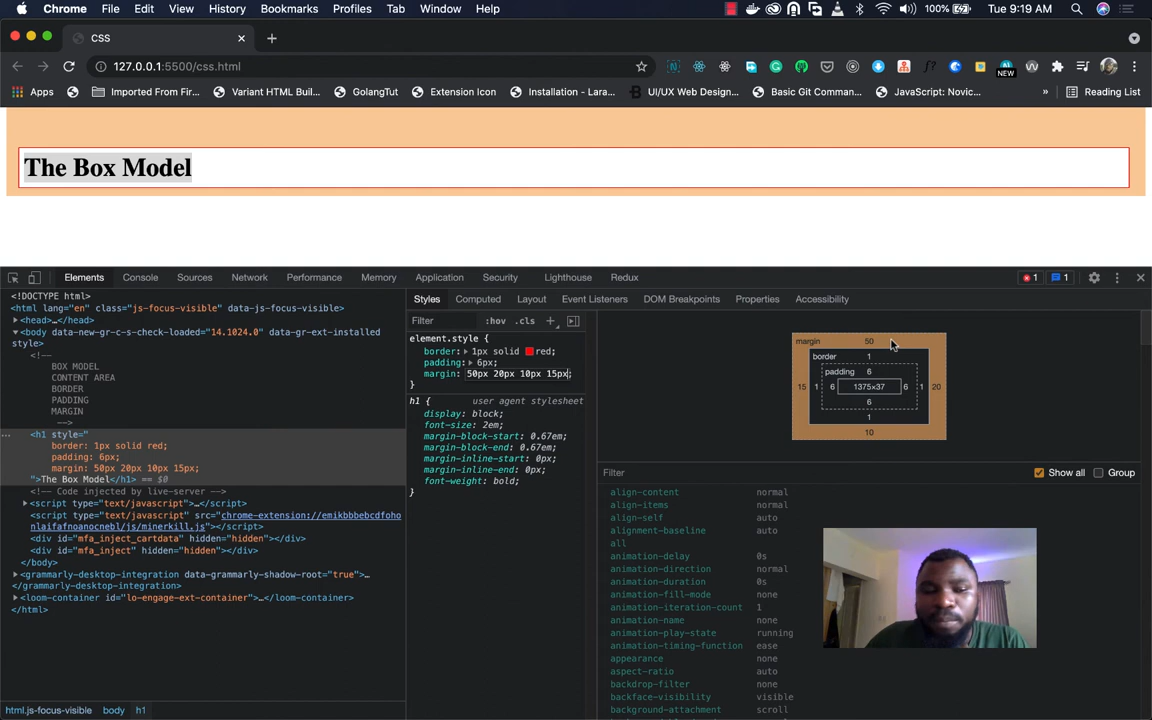 Chrome File Edit View History Bookmarks Profiles Tab Window Help 100% Tue 9:19 AM
CSS
127.0.0.1:5500/css.html NEW
Apps Imported From Fir... Variant HTML Bui... GolangTut Extension Icon Installation - Lara... UI/UX Web Design... Basic Git Comman... JavaScript: Novic... » Reading List
The Box Model
Elements Console Sources Network Performance Memory Application Security Lighthouse Redux 1 1
<!DOCTYPE html>
<html lang="en" class="js-focus-visible" data-js-focus-visible>
<head>…</head>
<body data-new-gr-c-s-check-loaded="14.1024.0" data-gr-ext-installed
style>
<!--
BOX MODEL
CONTENT AREA
BORDER
PADDING
MARGIN
-->
<h1 style="
border: 1px solid red;
padding: 6px;
margin: 50px 20px 10px 15px;
">The Box Model</h1> == $0
<!-- Code injected by live-server -->
<script type="text/javascript">…</script>
<script type="text/javascript" src="chrome-extension://emikbbbebcdfoho
nlaifafnoanocnebl/js/minerkill.js"></script>
<div id="mfa_inject_cartdata" hidden="hidden"></div>
<div id="mfa_inject" hidden="hidden"></div>
</body>
<grammarly-desktop-integration data-grammarly-shadow-root="true">…
</grammarly-desktop-integration>
<loom-container id="lo-engage-ext-container">…</loom-container>
</html>
html.js-focus-visible body h1
Styles Computed Layout Event Listeners DOM Breakpoints Properties Accessibility
Filter :hov .cls +
element.style {
border: 1px solid red;
padding: 6px;
margin: 50px 20px 10px 15px;
}
h1 { user agent stylesheet
display: block;
font-size: 2em;
margin-block-start: 0.67em;
margin-block-end: 0.67em;
margin-inline-start: 0px;
margin-inline-end: 0px;
font-weight: bold;
}
margin 50
border 1
padding 6
15 1 6 1375×37 6 1 20
6
1
10
Filter Show all Group
align-content normal
align-items normal
align-self auto
alignment-baseline auto
all
animation-delay 0s
animation-direction normal
animation-duration 0s
animation-fill-mode none
animation-iteration-count 1
animation-name none
animation-play-state running
animation-timing-function ease
appearance none
aspect-ratio auto
backdrop-filter none
backface-visibility visible
background-attachment scroll